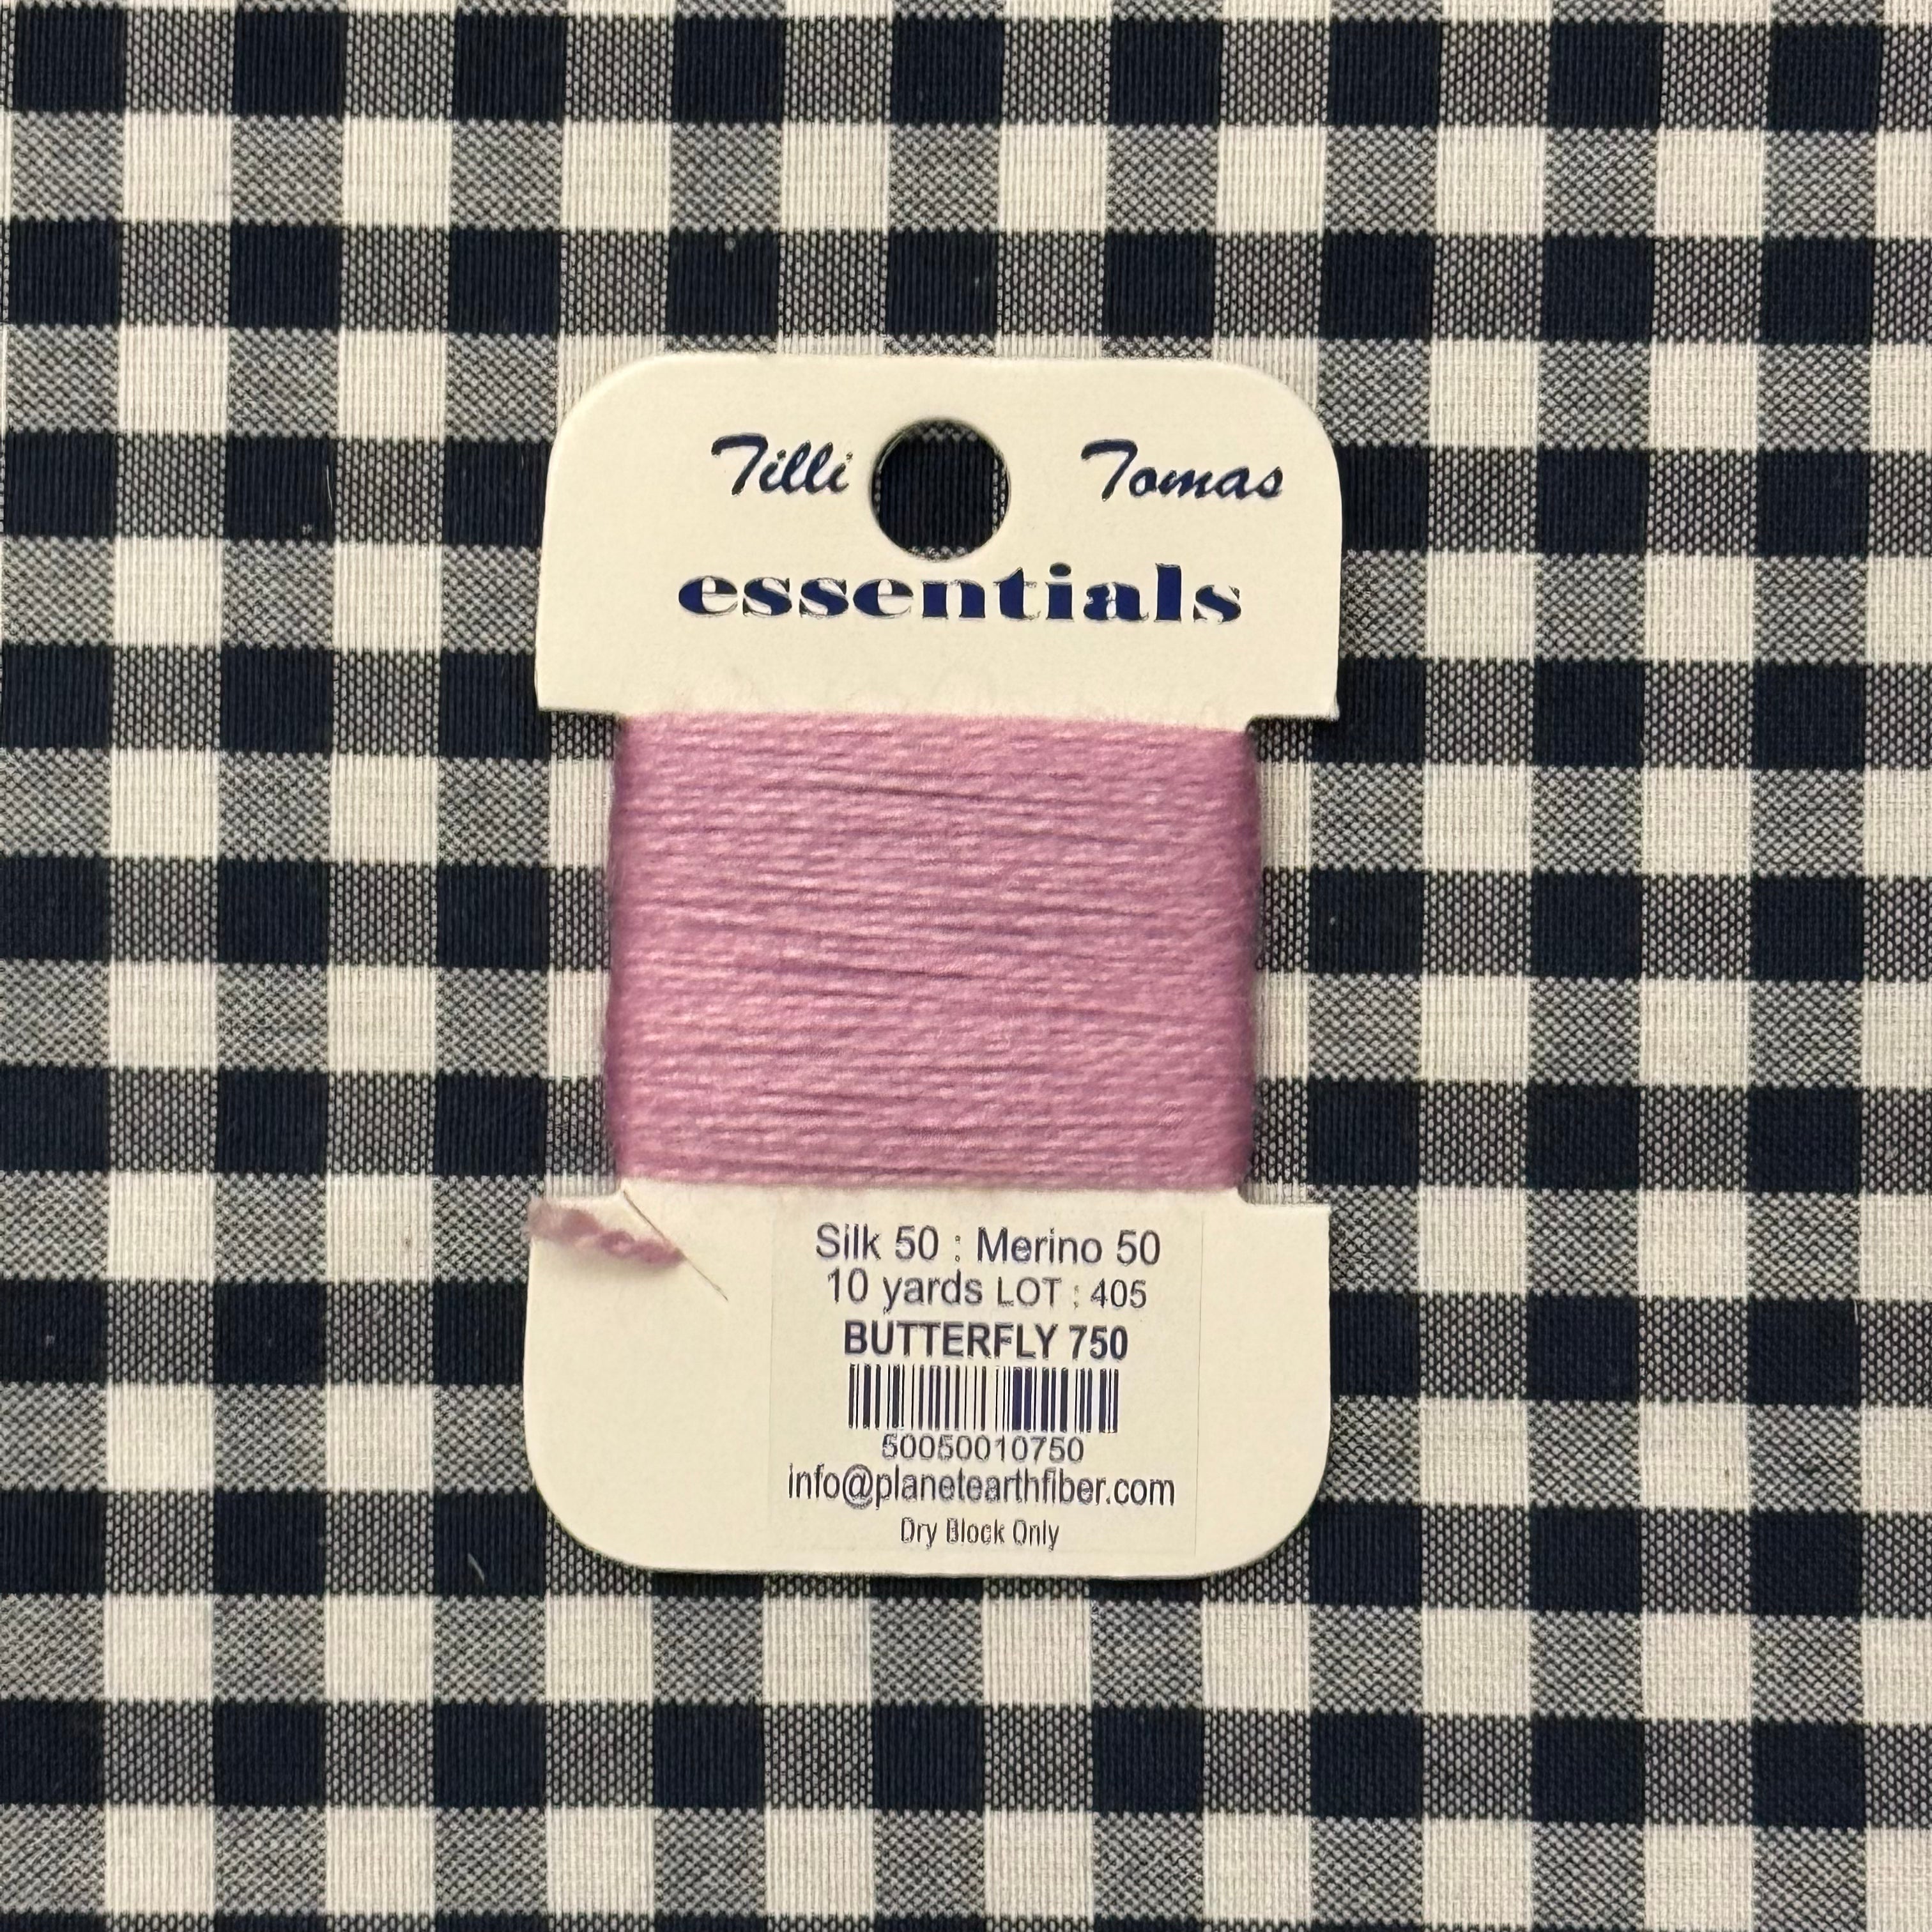 Tilli Tomas
essentials
Silk 50 : Merino 50
10 yards LOT : 405
BUTTERFLY 750
50050010750
info@planetearthfiber.com
Dry Block Only